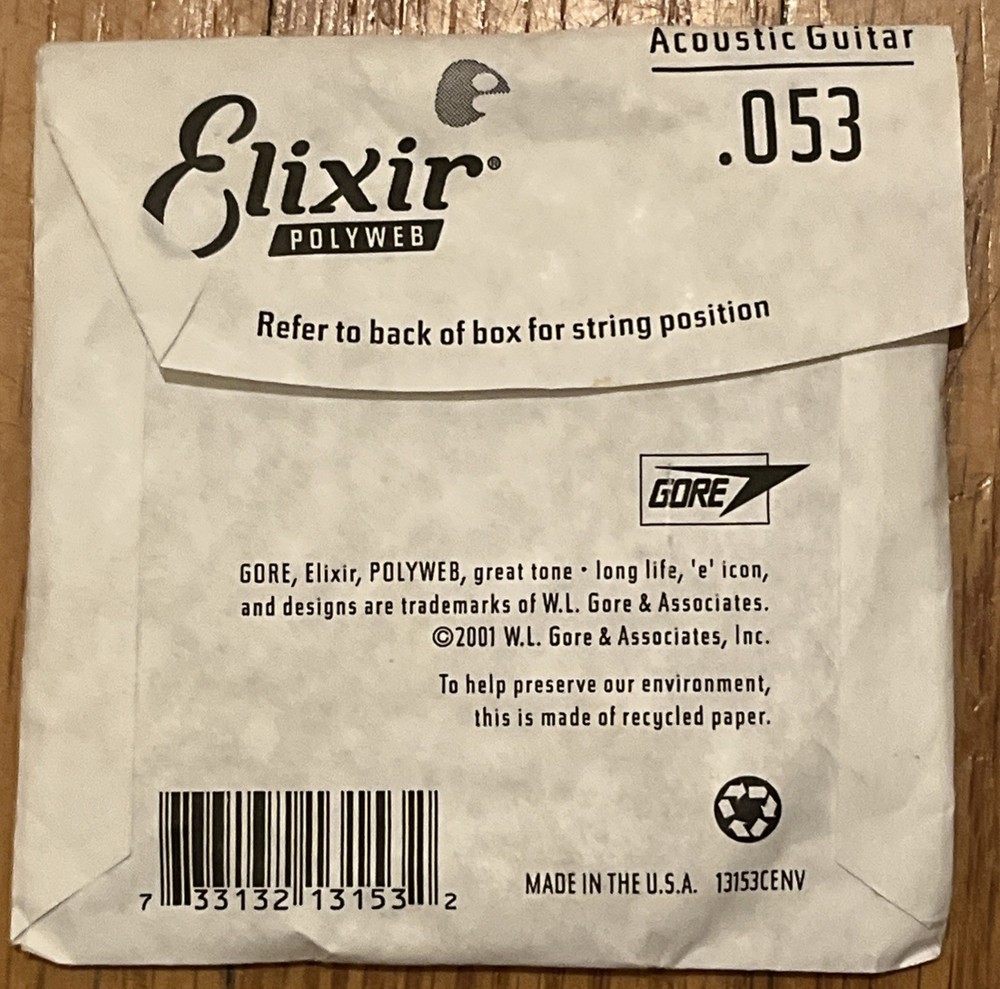 Acoustic Guitar
.053
Elixir®
POLYWEB
Refer to back of box for string position
GORE
GORE, Elixir, POLYWEB, great tone • long life, 'e' icon,
and designs are trademarks of W.L. Gore & Associates.
©2001 W.L. Gore & Associates, Inc.
To help preserve our environment,
this is made of recycled paper.
7 33132 13153 2
MADE IN THE U.S.A. 13153CENV